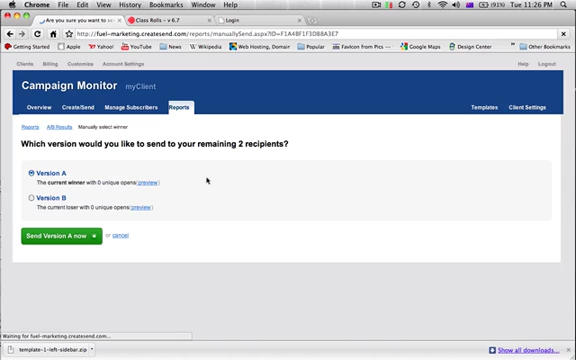 Chrome File Edit View History Bookmarks Window Help (91%) Tue 11:26 PM
Are you sure you want to se Class Rolls – v 6.7 Login
http://fuel-marketing.createsend.com/reports/manuallySend.aspx?ID=F1A4BF1F3DB8A3E7
Getting Started Apple Yahoo! YouTube News Wikipedia Web Hosting, Domain Popular Favicon from Pics — Google Maps Design Center Other Bookmarks
Clients Billing Customize Account Settings Help Logout
Campaign Monitor myClient
Overview Create/Send Manage Subscribers Reports Templates Client Settings
Reports A/B Results Manually select winner
Which version would you like to send to your remaining 2 recipients?
Version A
The current winner with 0 unique opens (preview)
Version B
The current loser with 0 unique opens (preview)
Send Version A now or cancel
Waiting for fuel-marketing.createsend.com...
template-1-left-sidebar.zip Show all downloads...